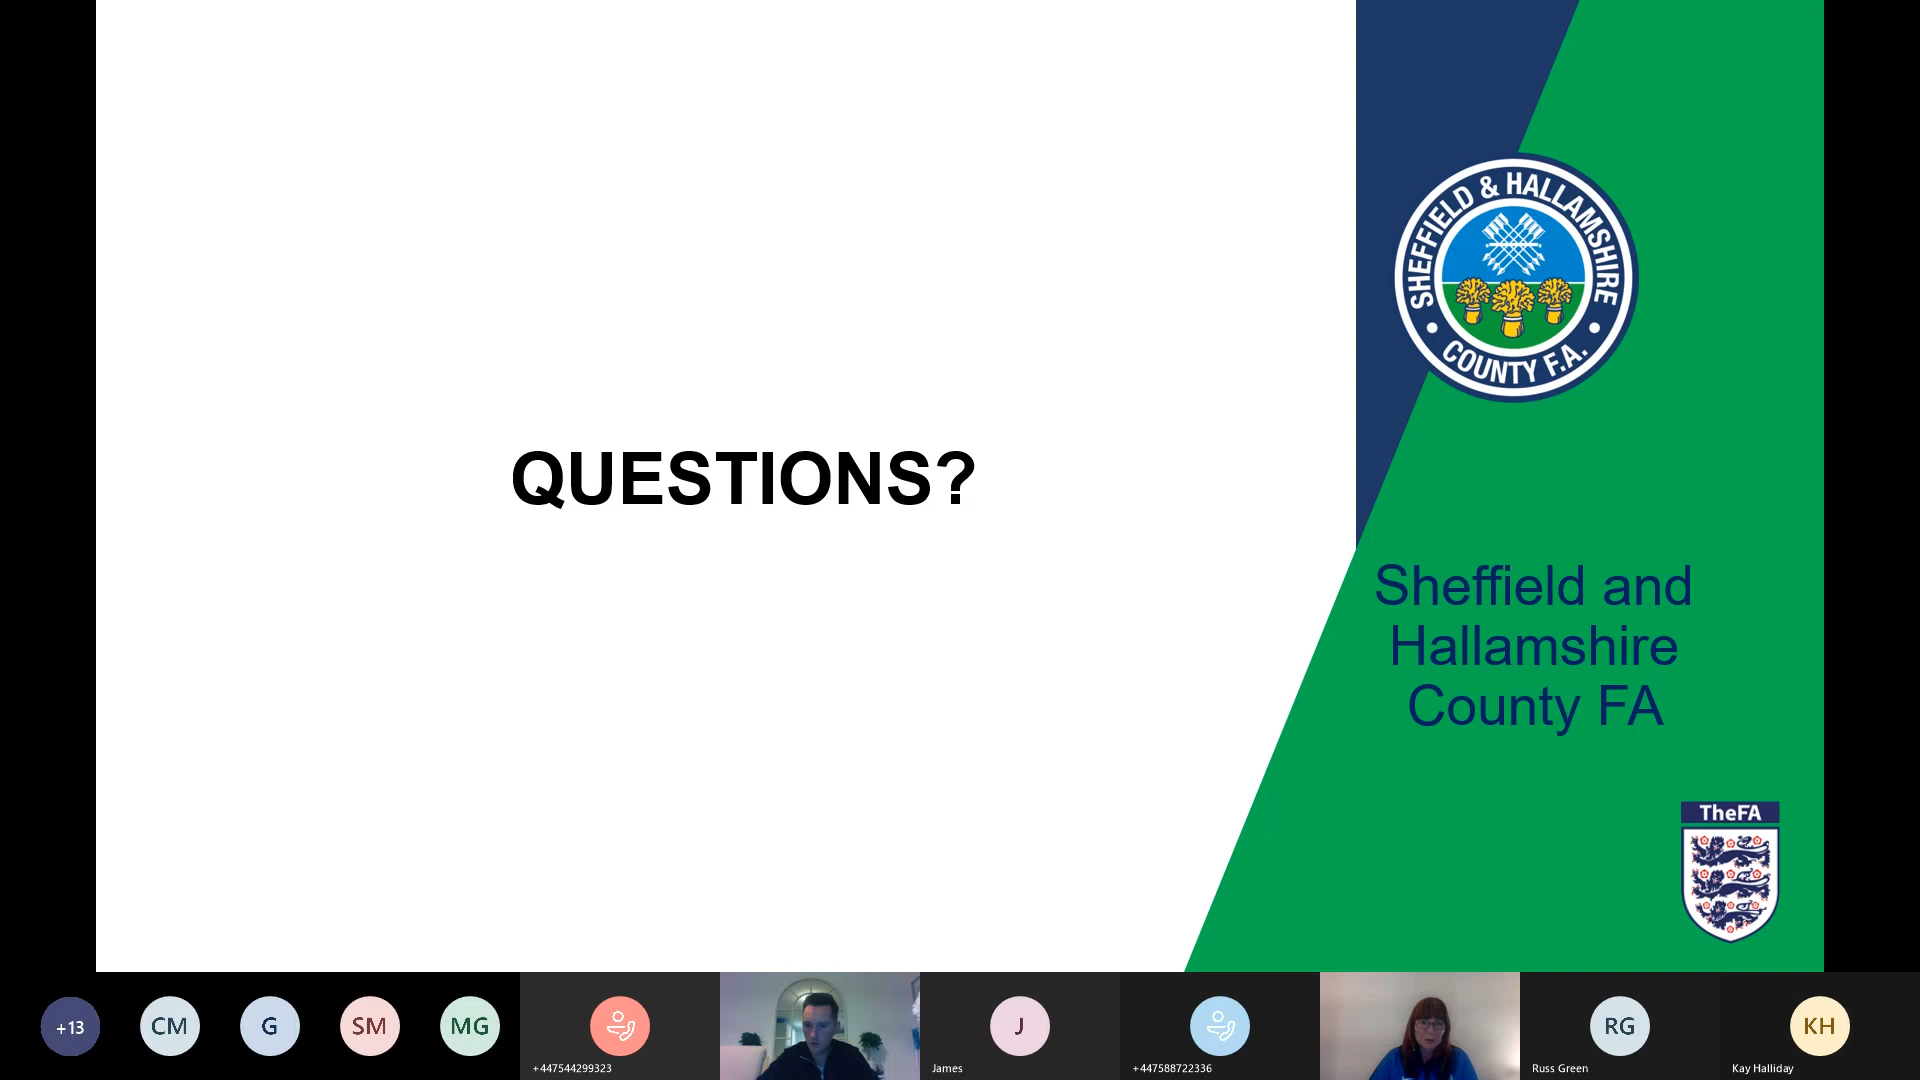 SHEFFIELD & HALLAMSHIRE
COUNTY F.A.
QUESTIONS?
Sheffield and
Hallamshire
County FA
TheFA
+13
CM
G
SM
MG
J
RG
KH
+447544299323
James
+447588722336
Russ Green
Kay Halliday